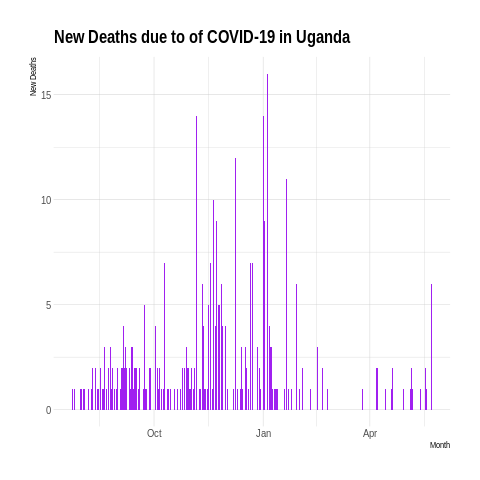 New Deaths due to of COVID-19 in Uganda
New Deaths
15
10
5
0
Oct Jan Apr
Month